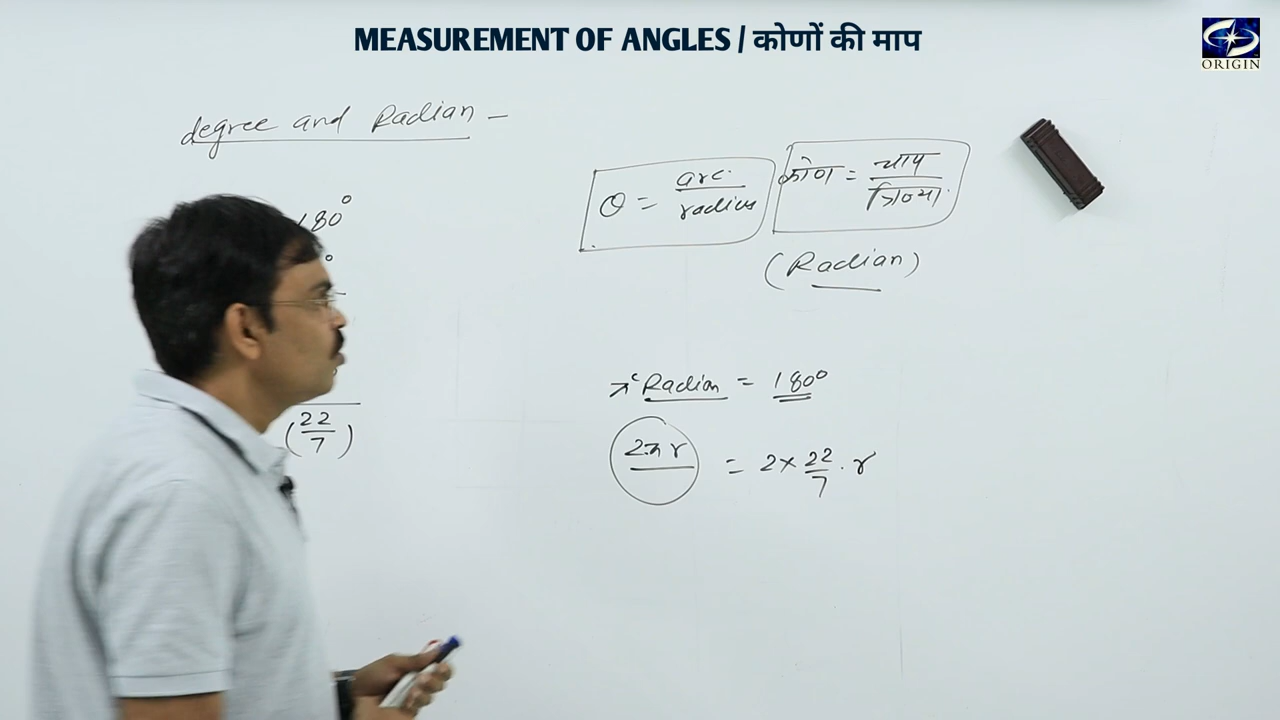 MEASUREMENT OF ANGLES / कोणों की माप
ORIGIN
degree and Radian -
180°
°
(22/7)
θ = arc/radius
कोण = चाप/त्रिज्या
(Radian)
π^c Radian = 180°
2πr = 2 × 22/7 . r